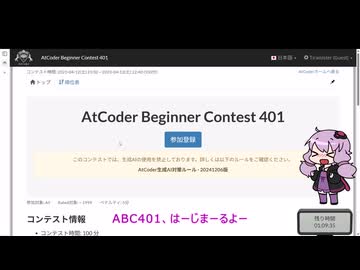 AtCoder Beginner Contest 401
日本語
Tiramister (Guest)
コンテスト時間: 2025-04-12(土) 21:00 ~ 2025-04-12(土) 22:40 (100分)
AtCoderホームへ戻る
トップ
順位表
AtCoder Beginner Contest 401
参加登録
このコンテストでは、生成AIの使用を禁止しております。詳しくは以下のルールをご確認ください。
AtCoder生成AI対策ルール - 20241206版
参加対象: All Rated対象: ~ 1999 ペナルティ: 5分
コンテスト情報
ABC401、はーじまーるよー
コンテスト時間: 100 分
残り時間
01:09:35